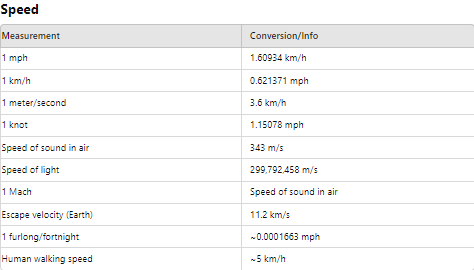 Speed
Measurement Conversion/Info
1 mph 1.60934 km/h
1 km/h 0.621371 mph
1 meter/second 3.6 km/h
1 knot 1.15078 mph
Speed of sound in air 343 m/s
Speed of light 299,792,458 m/s
1 Mach Speed of sound in air
Escape velocity (Earth) 11.2 km/s
1 furlong/fortnight ~0.0001663 mph
Human walking speed ~5 km/h